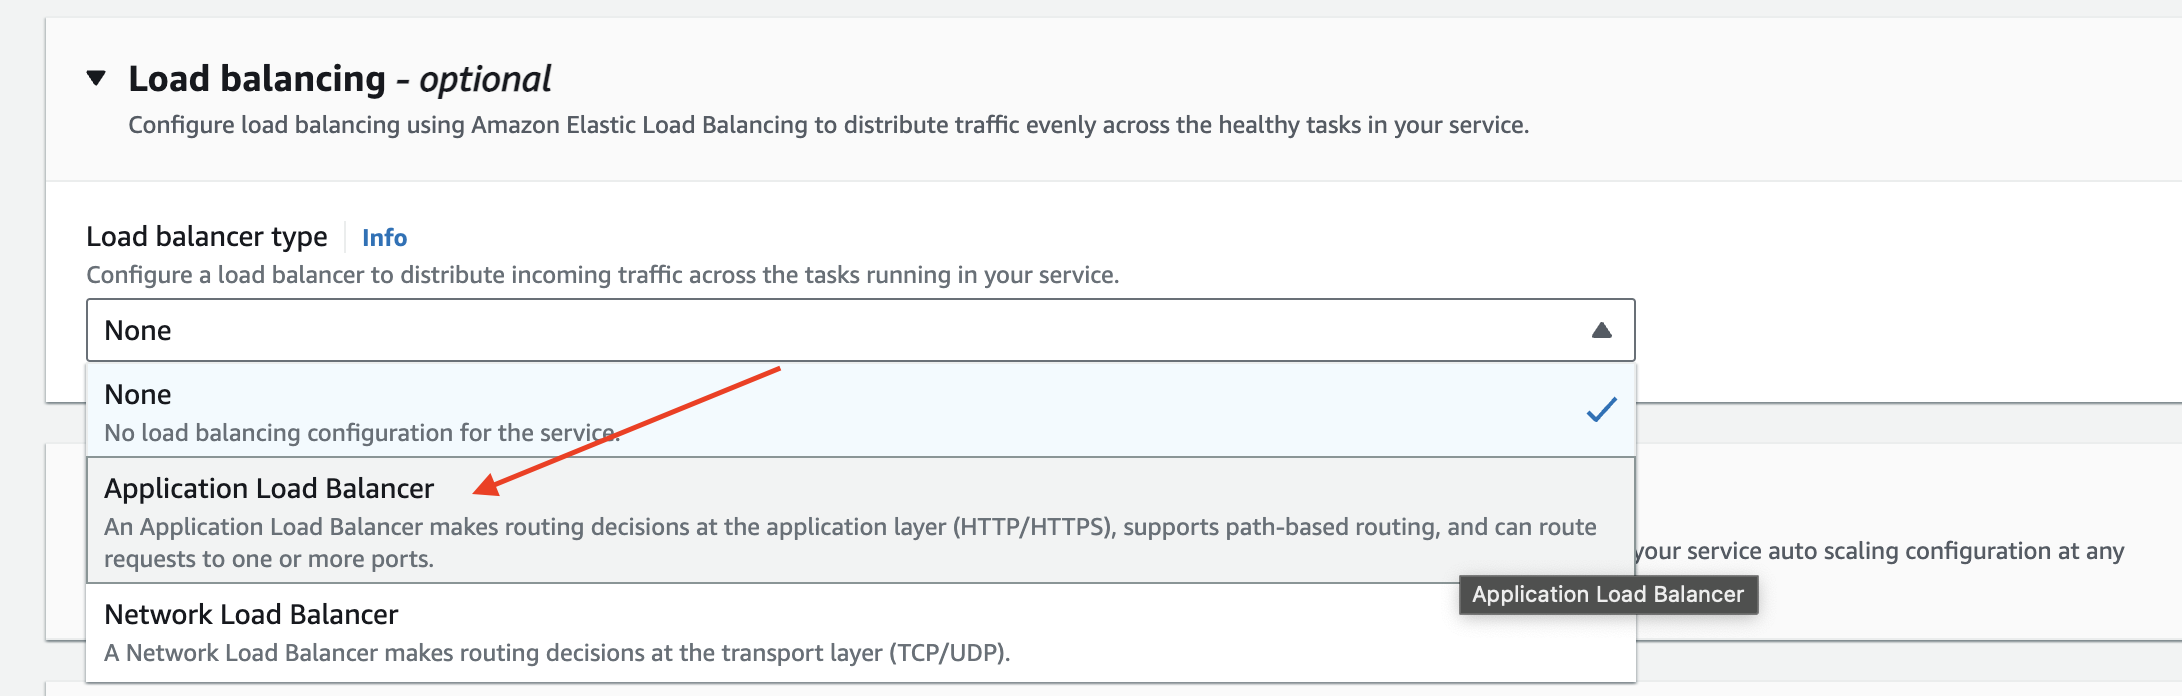 Load balancing - optional
Configure load balancing using Amazon Elastic Load Balancing to distribute traffic evenly across the healthy tasks in your service.
Load balancer type Info
Configure a load balancer to distribute incoming traffic across the tasks running in your service.
None
None
No load balancing configuration for the service.
Application Load Balancer
An Application Load Balancer makes routing decisions at the application layer (HTTP/HTTPS), supports path-based routing, and can route
requests to one or more ports.
your service auto scaling configuration at any
Application Load Balancer
Network Load Balancer
A Network Load Balancer makes routing decisions at the transport layer (TCP/UDP).